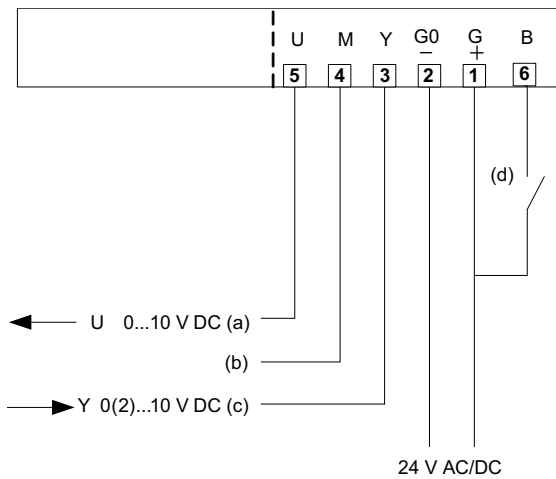 U M Y G0 G B
− +
5 4 3 2 1 6
(d)
U 0...10 V DC (a)
(b)
Y 0(2)...10 V DC (c)
24 V AC/DC